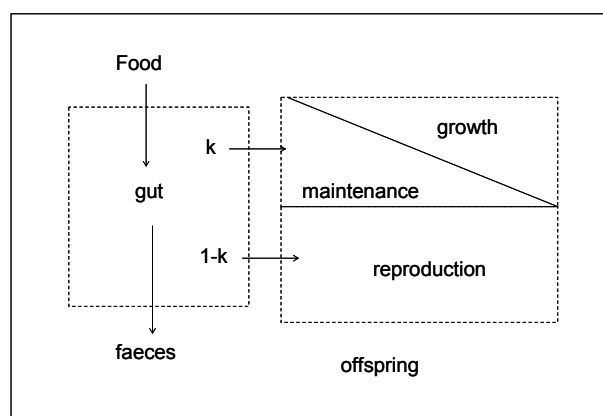 Food
growth
k
gut
maintenance
1-k
reproduction
faeces
offspring